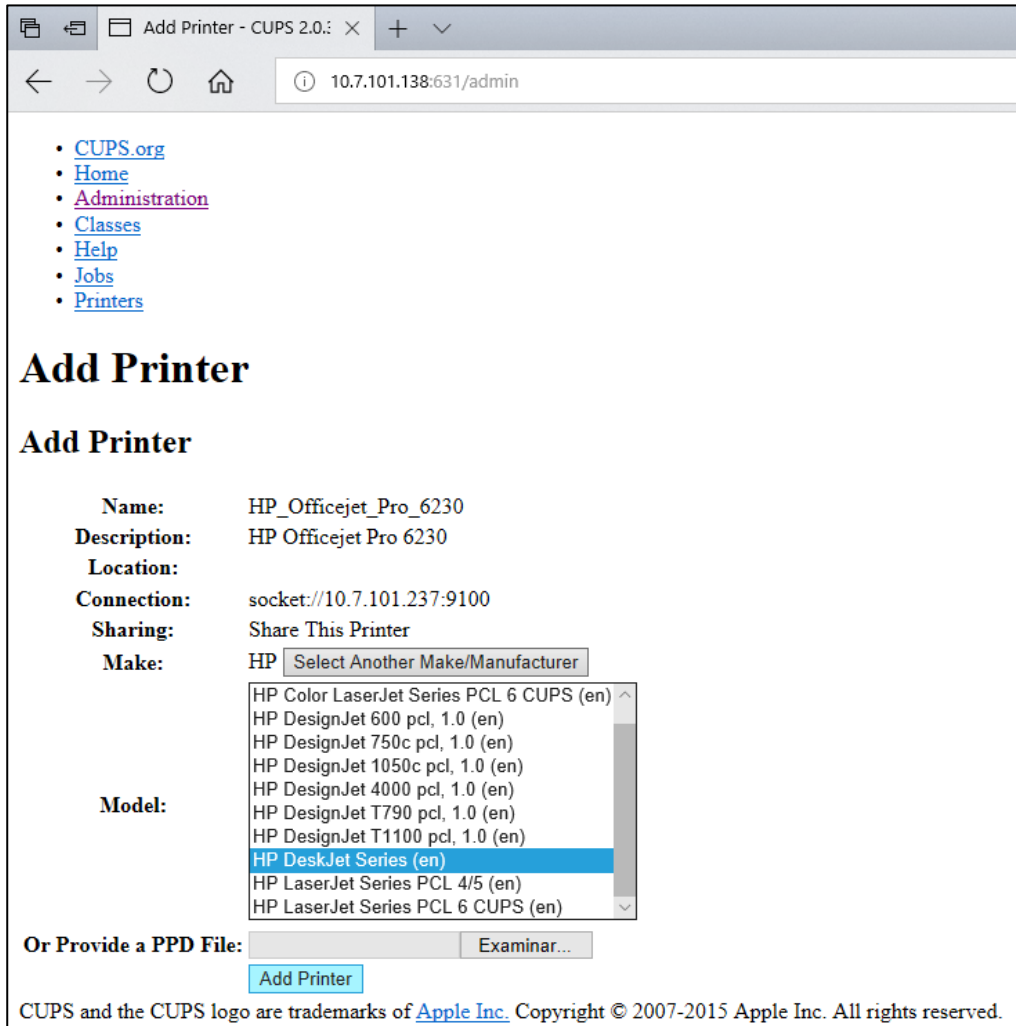 Add Printer - CUPS 2.0.3
10.7.101.138:631/admin
• CUPS.org
• Home
• Administration
• Classes
• Help
• Jobs
• Printers
Add Printer
Add Printer
Name: HP_Officejet_Pro_6230
Description: HP Officejet Pro 6230
Location:
Connection: socket://10.7.101.237:9100
Sharing: Share This Printer
Make: HP Select Another Make/Manufacturer
Model:
HP Color LaserJet Series PCL 6 CUPS (en)
HP DesignJet 600 pcl, 1.0 (en)
HP DesignJet 750c pcl, 1.0 (en)
HP DesignJet 1050c pcl, 1.0 (en)
HP DesignJet 4000 pcl, 1.0 (en)
HP DesignJet T790 pcl, 1.0 (en)
HP DesignJet T1100 pcl, 1.0 (en)
HP DeskJet Series (en)
HP LaserJet Series PCL 4/5 (en)
HP LaserJet Series PCL 6 CUPS (en)
Or Provide a PPD File: Examinar...
Add Printer
CUPS and the CUPS logo are trademarks of Apple Inc. Copyright © 2007-2015 Apple Inc. All rights reserved.